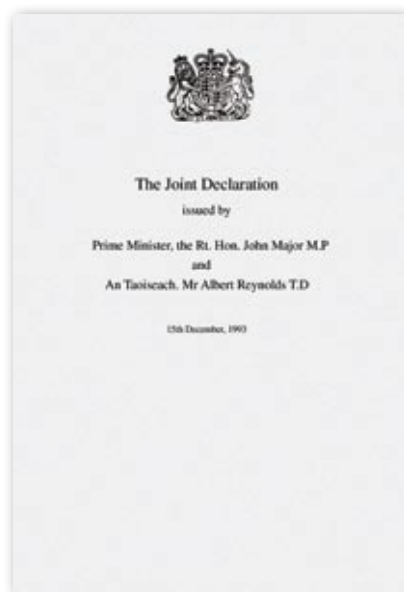 The Joint Declaration
issued by
Prime Minister, the Rt. Hon. John Major M.P
and
An Taoiseach. Mr Albert Reynolds T.D
15th December, 1993